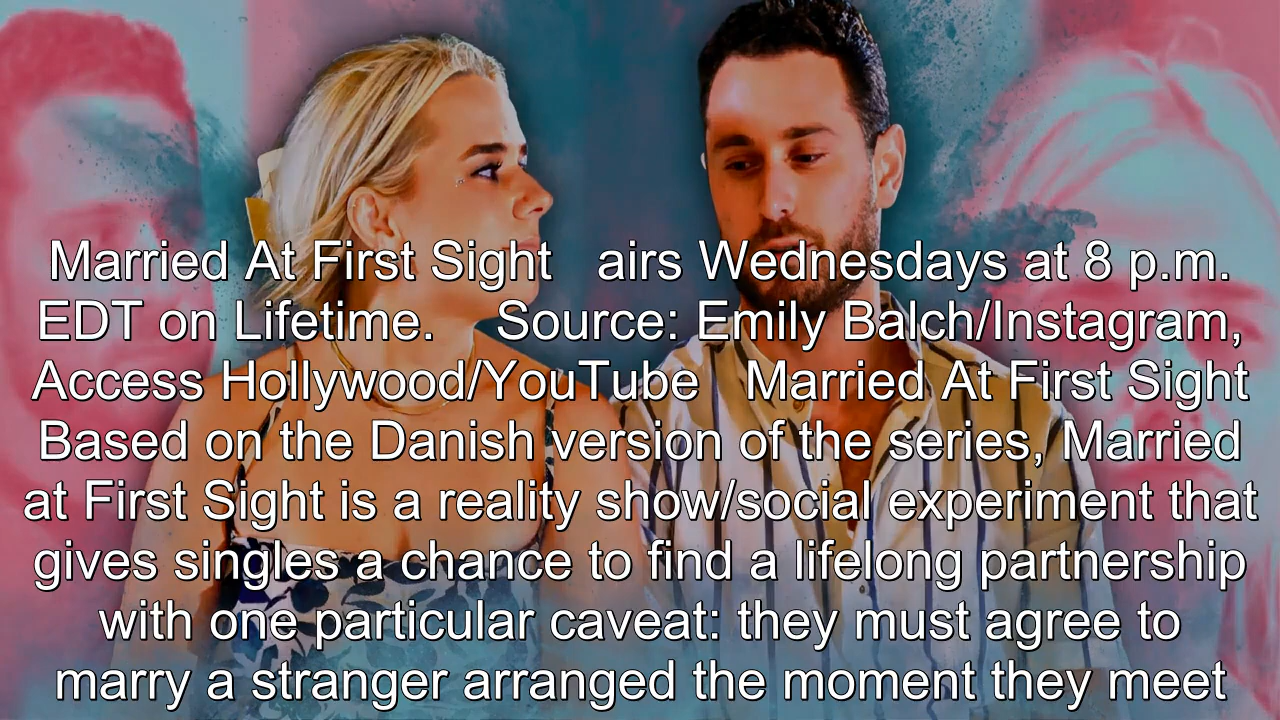 Married At First Sight airs Wednesdays at 8 p.m.
EDT on Lifetime. Source: Emily Balch/Instagram,
Access Hollywood/YouTube Married At First Sight
Based on the Danish version of the series, Married
at First Sight is a reality show/social experiment that
gives singles a chance to find a lifelong partnership
with one particular caveat: they must agree to
marry a stranger arranged the moment they meet